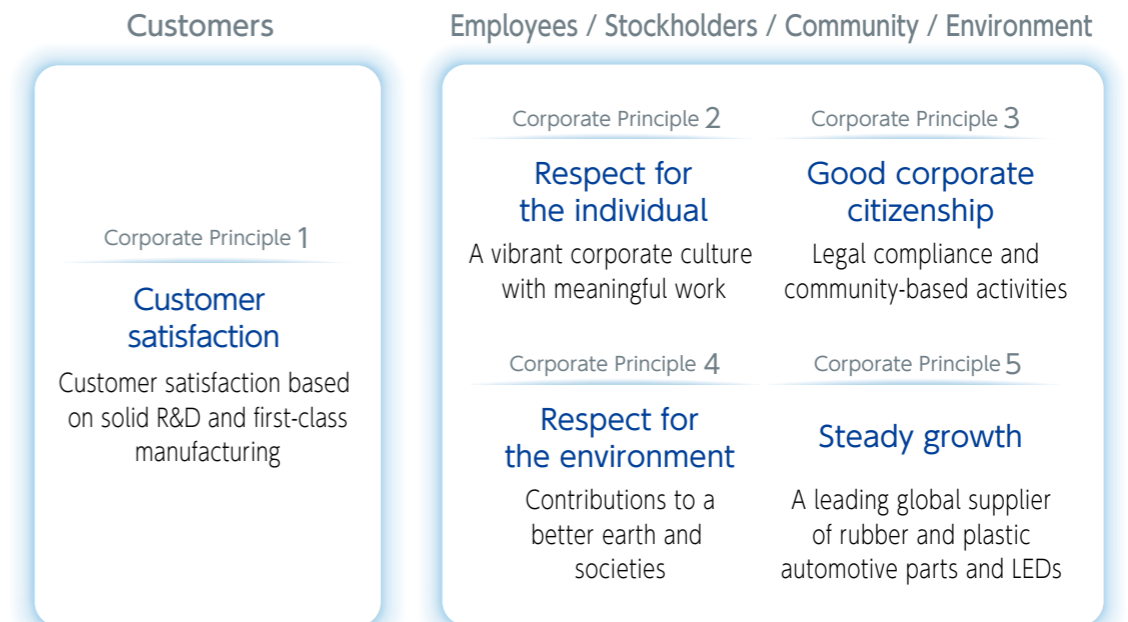 Customers
Corporate Principle 1
Customer
satisfaction
Customer satisfaction based
on solid R&D and first-class
manufacturing
Employees / Stockholders / Community / Environment
Corporate Principle 2
Respect for
the individual
A vibrant corporate culture
with meaningful work
Corporate Principle 3
Good corporate
citizenship
Legal compliance and
community-based activities
Corporate Principle 4
Respect for
the environment
Contributions to a
better earth and
societies
Corporate Principle 5
Steady growth
A leading global supplier
of rubber and plastic
automotive parts and LEDs